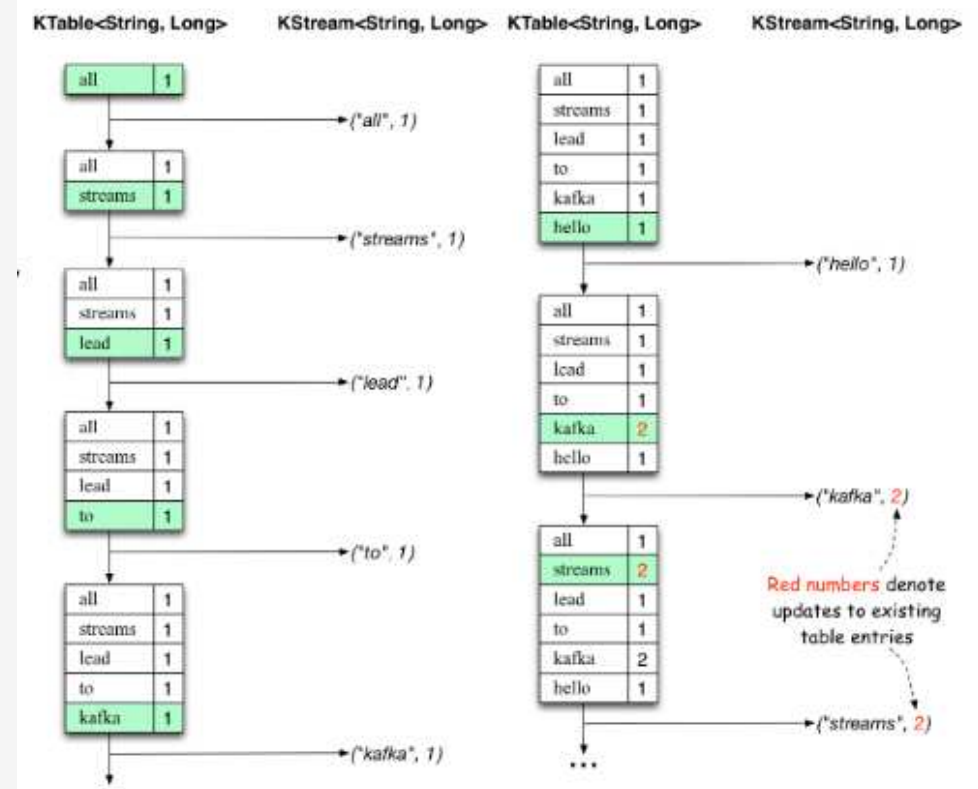 KTable<String, Long> KStream<String, Long> KTable<String, Long> KStream<String, Long>
all 1
("all", 1)
all 1
streams 1
("streams", 1)
all 1
streams 1
lead 1
("lead", 1)
all 1
streams 1
lead 1
to 1
("to", 1)
all 1
streams 1
lead 1
to 1
kafka 1
("kafka", 1)
all 1
streams 1
lead 1
to 1
kafka 1
hello 1
("hello", 1)
all 1
streams 1
lead 1
to 1
kafka 2
hello 1
("kafka", 2)
all 1
streams 2
lead 1
to 1
kafka 2
hello 1
Red numbers denote
updates to existing
table entries
("streams", 2)
...